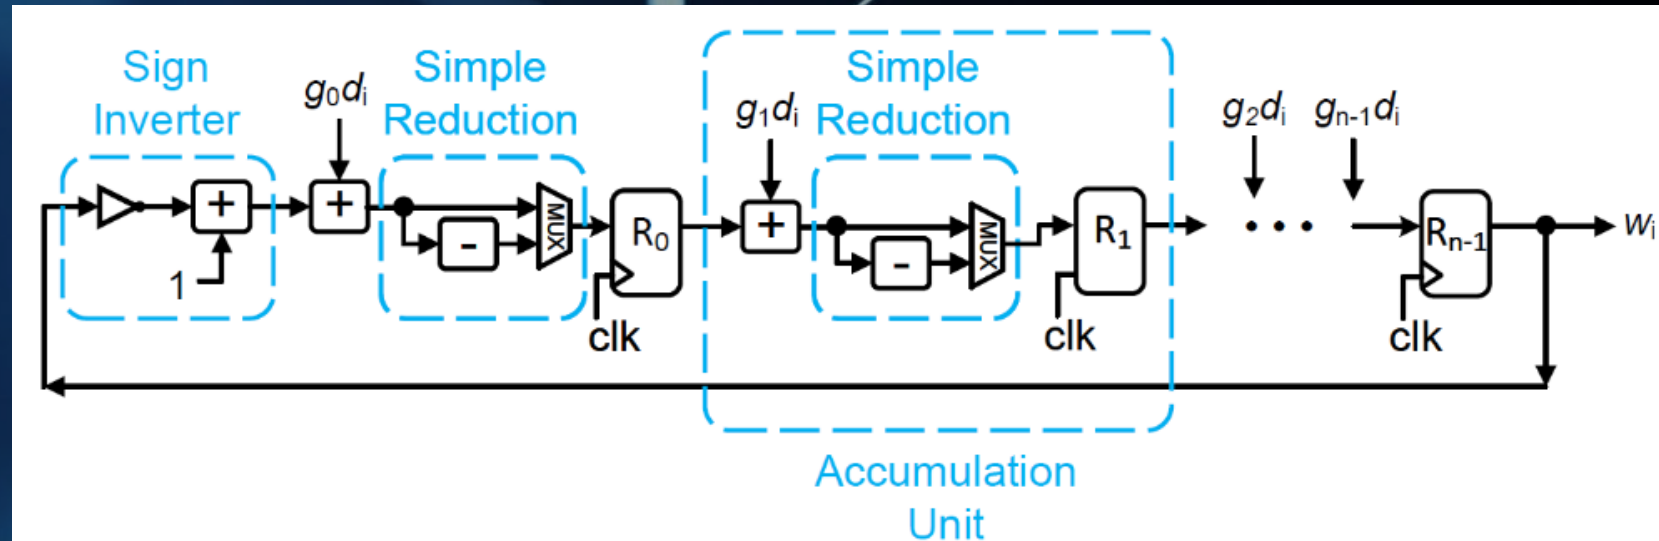 Sign
Inverter
g₀dᵢ
Simple
Reduction
g₁dᵢ
Simple
Reduction
g₂dᵢ
gₙ₋₁dᵢ
+
1
+
-
MUX
R₀
clk
+
-
MUX
R₁
clk
• • •
Rₙ₋₁
clk
wᵢ
Accumulation
Unit